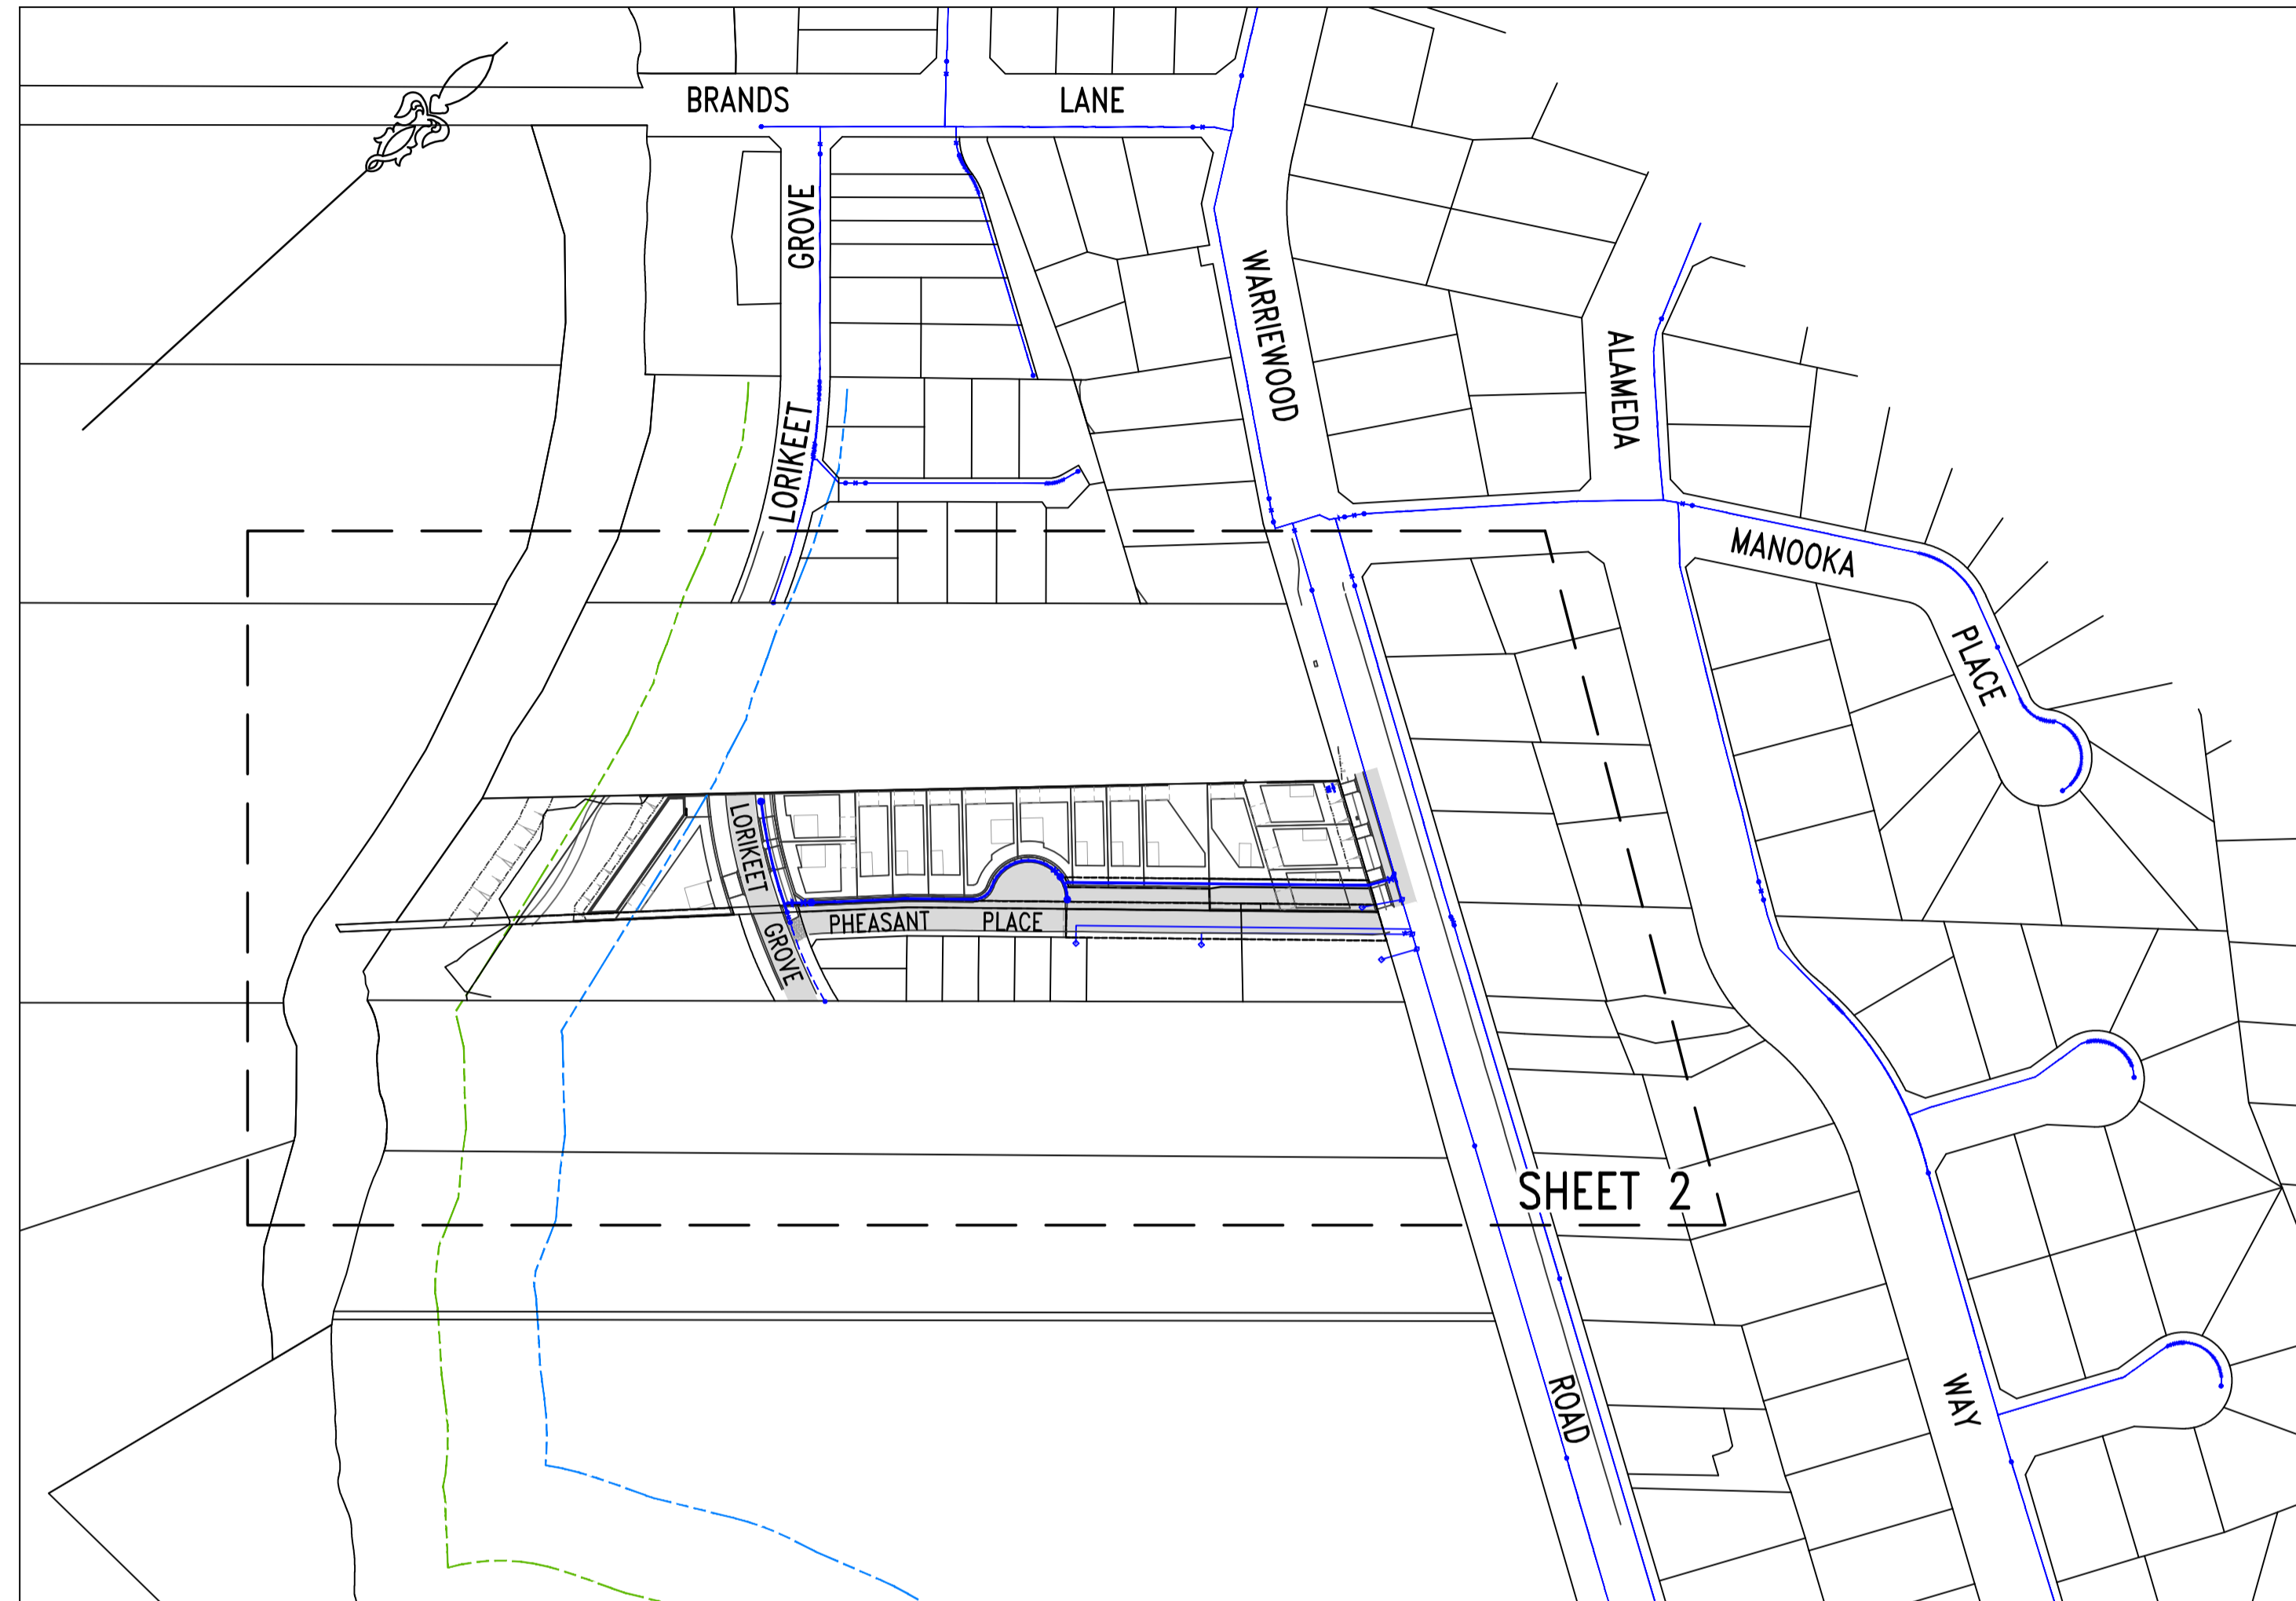 BRANDS LANE
GROVE
LORIKEET
WARRIEWOOD
ALAMEDA
MANOOKA
PLACE
LORIKEET
GROVE
PHEASANT PLACE
SHEET 2
ROAD
WAY